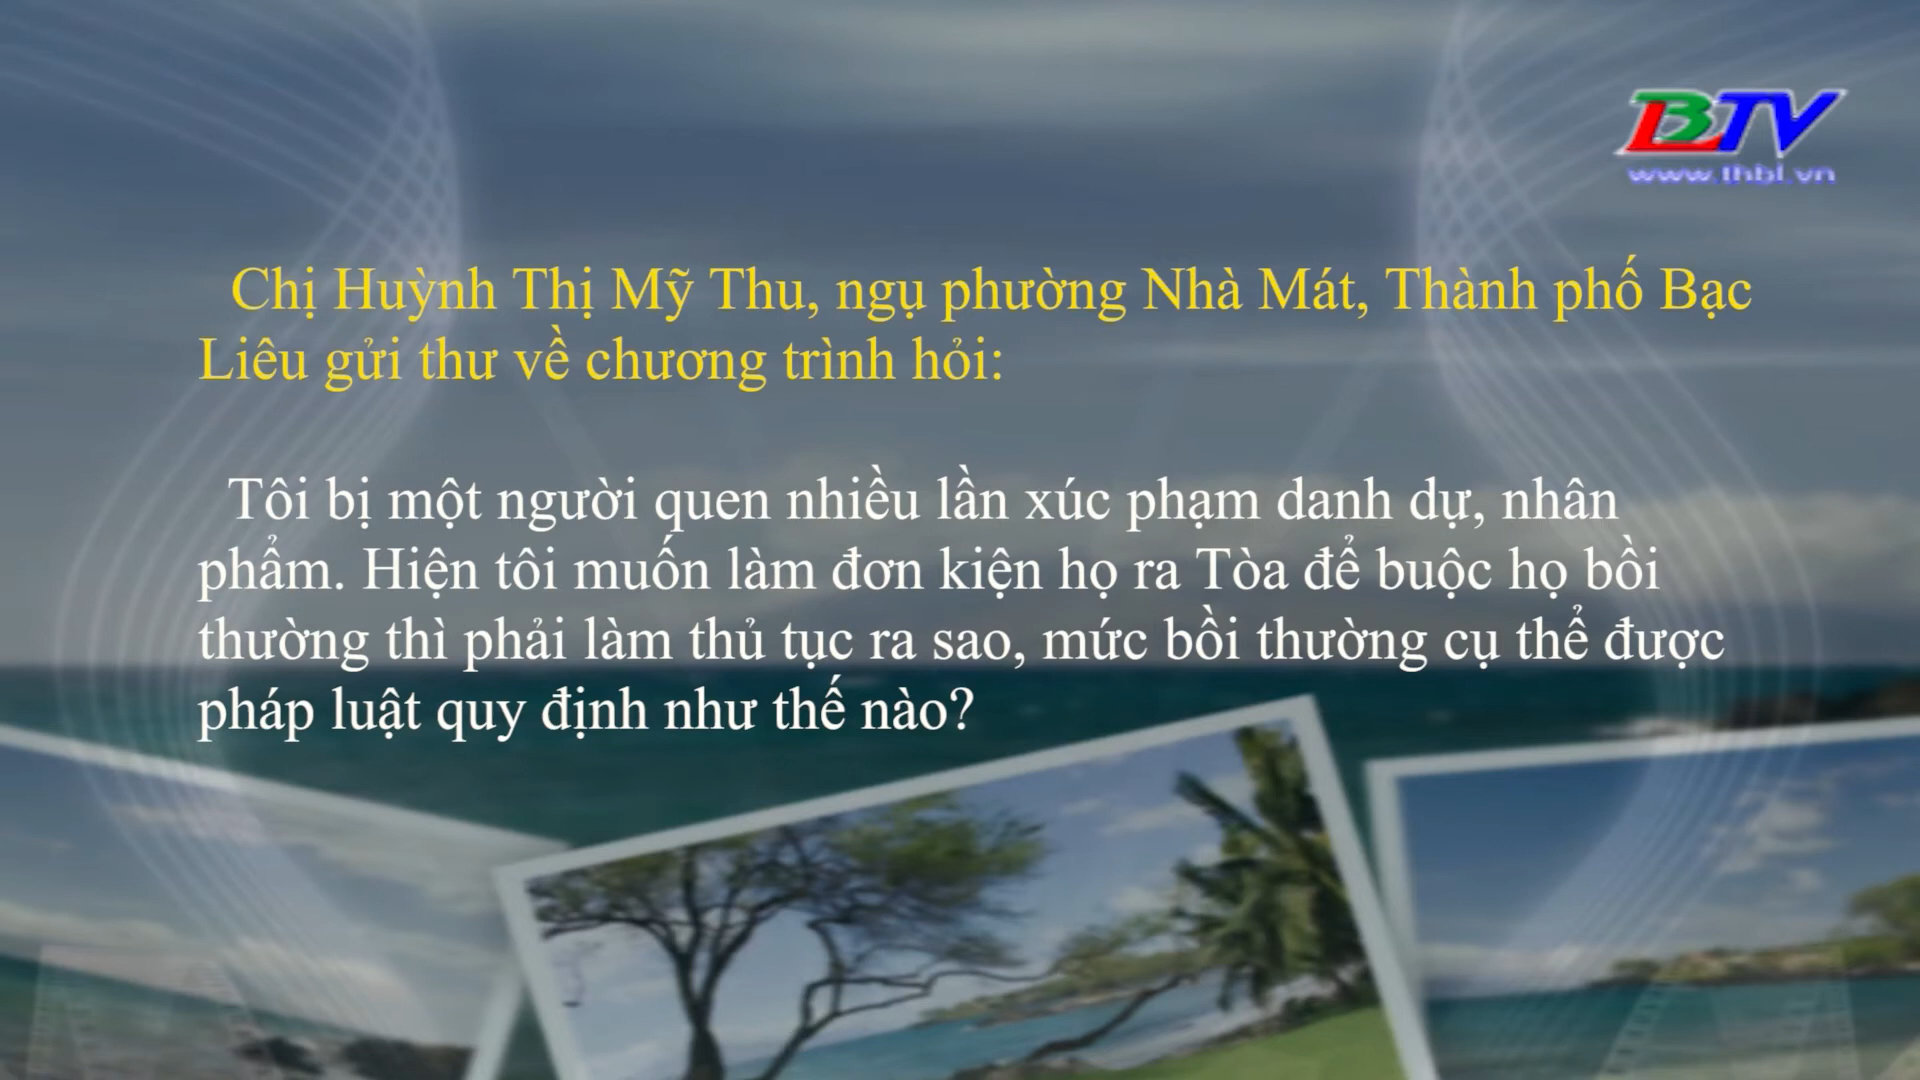 BTV
www.thbl.vn
Chị Huỳnh Thị Mỹ Thu, ngụ phường Nhà Mát, Thành phố Bạc
Liêu gửi thư về chương trình hỏi:
Tôi bị một người quen nhiều lần xúc phạm danh dự, nhân
phẩm. Hiện tôi muốn làm đơn kiện họ ra Tòa để buộc họ bồi
thường thì phải làm thủ tục ra sao, mức bồi thường cụ thể được
pháp luật quy định như thế nào?